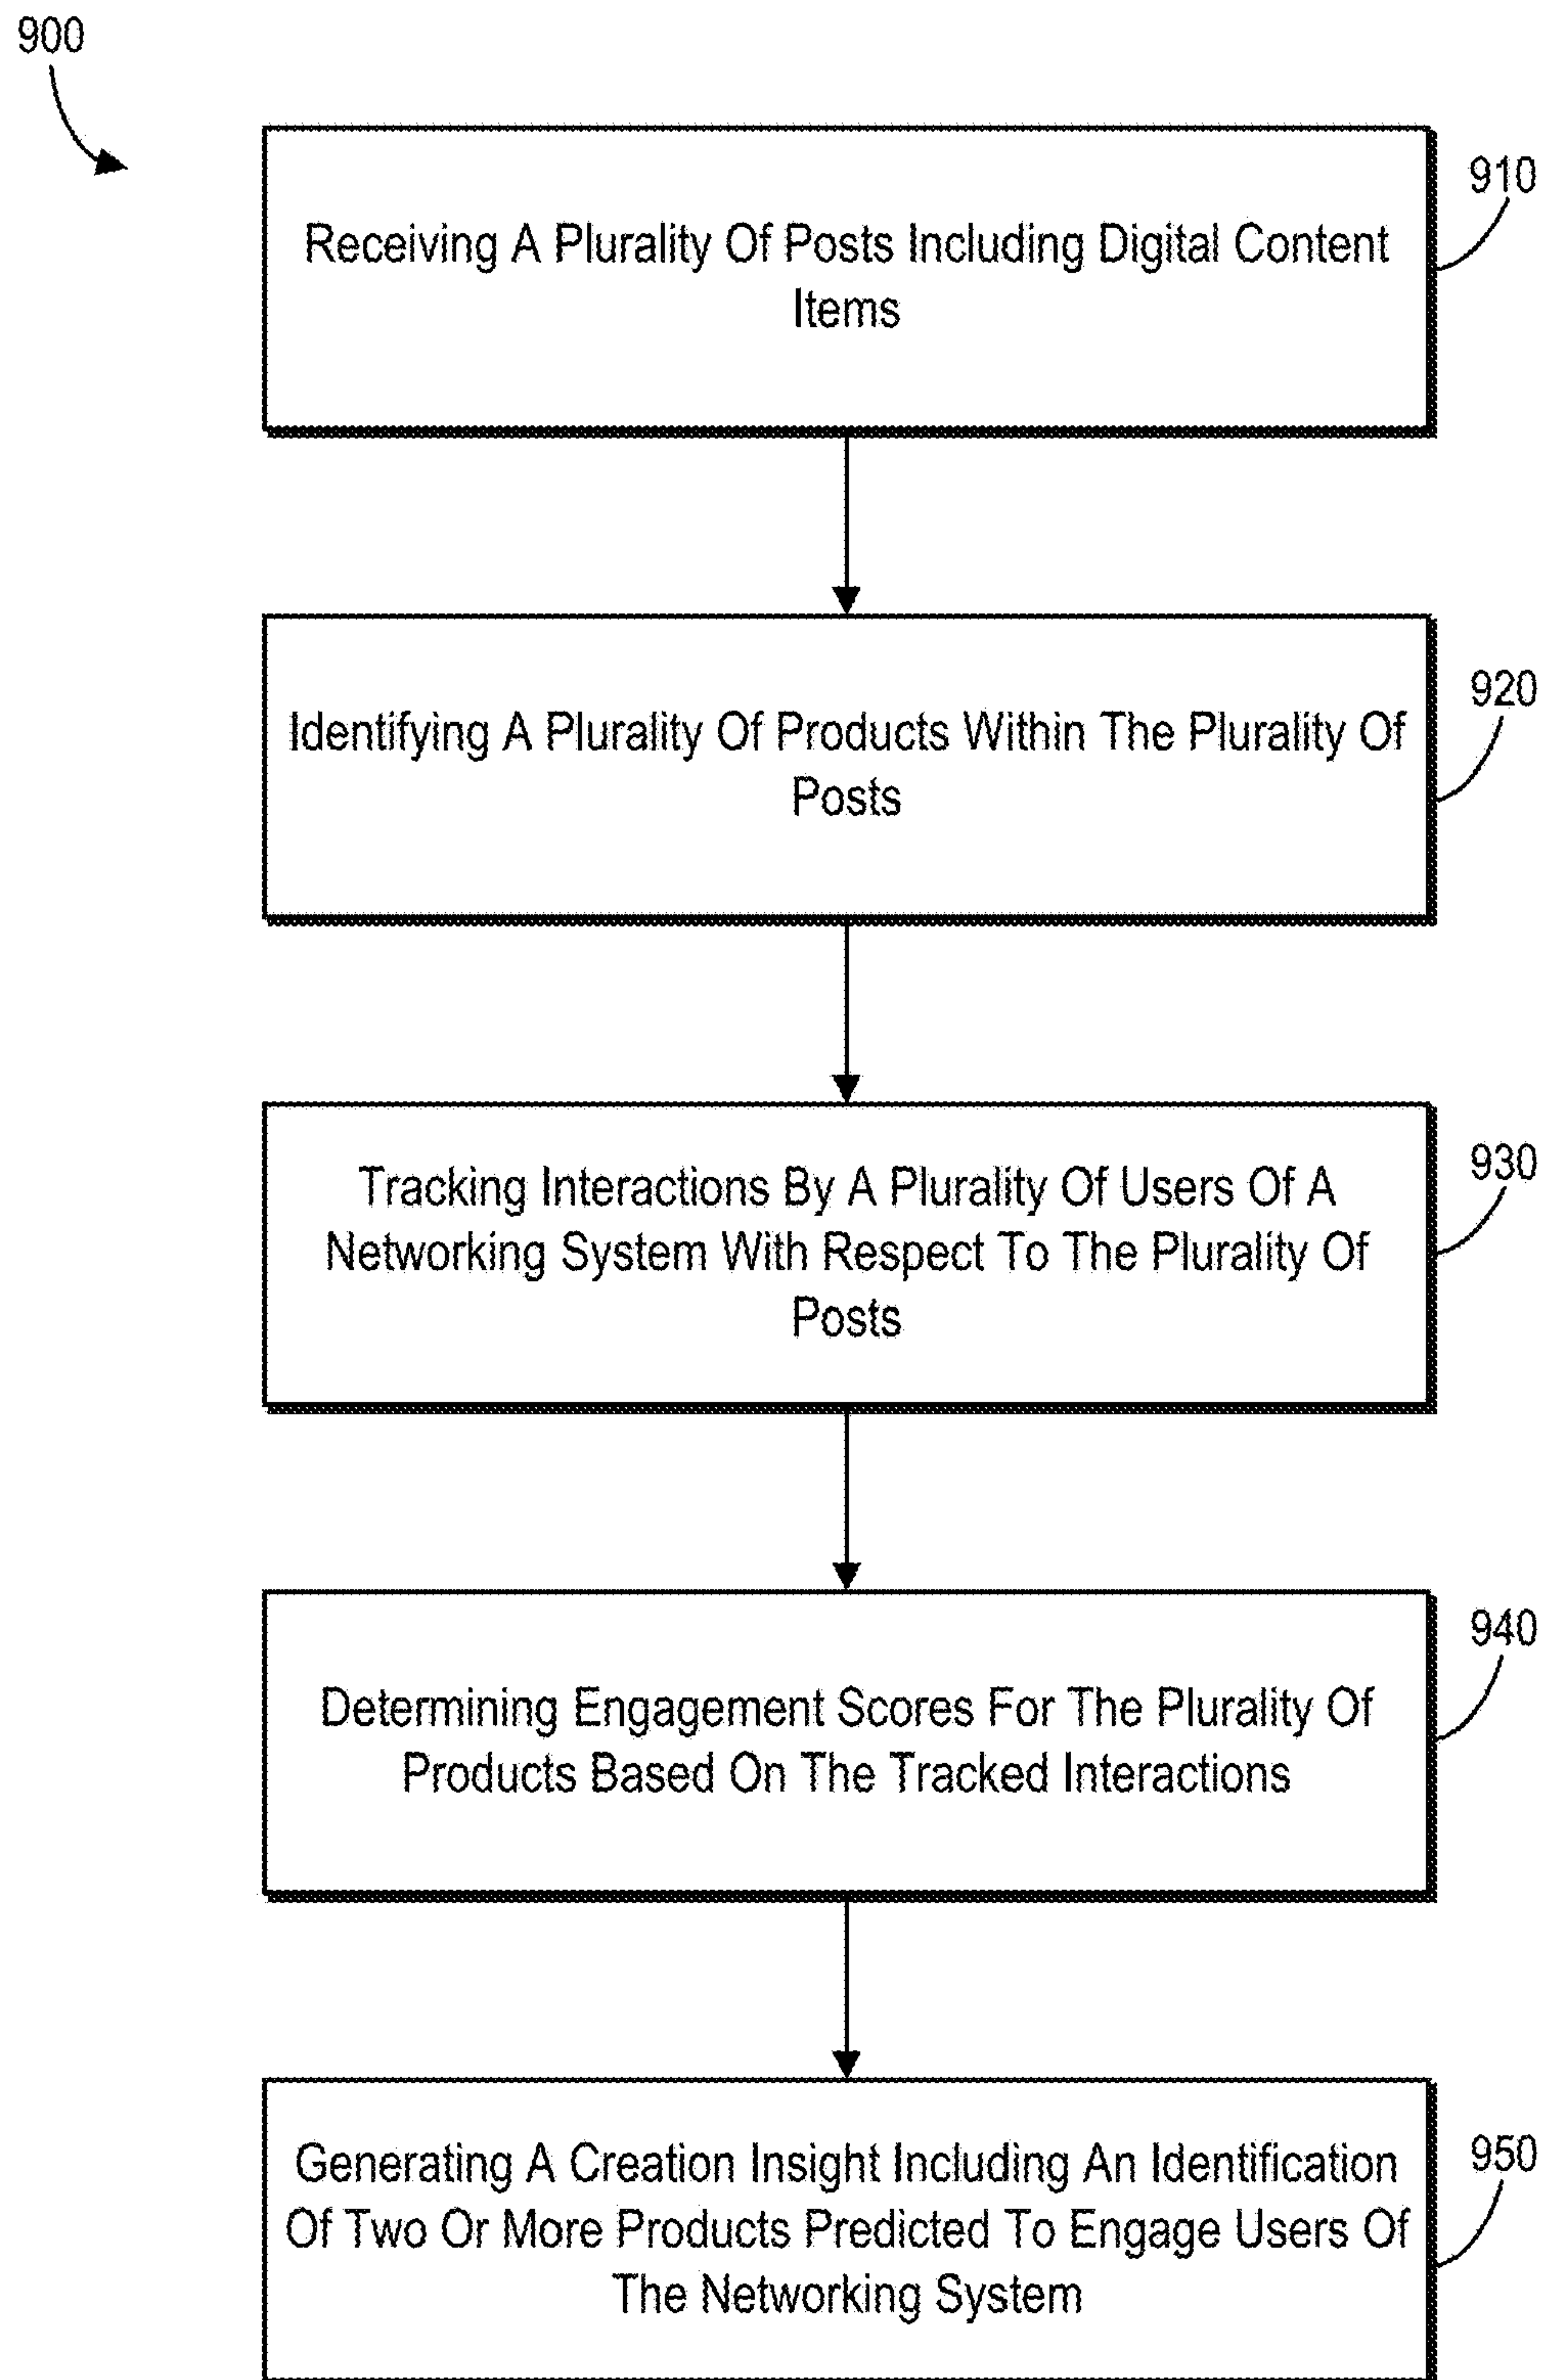 900
910
Receiving A Plurality Of Posts Including Digital Content
Items
920
Identifying A Plurality Of Products Within The Plurality Of
Posts
930
Tracking Interactions By A Plurality Of Users Of A
Networking System With Respect To The Plurality Of
Posts
940
Determining Engagement Scores For The Plurality Of
Products Based On The Tracked Interactions
950
Generating A Creation Insight Including An Identification
Of Two Or More Products Predicted To Engage Users Of
The Networking System